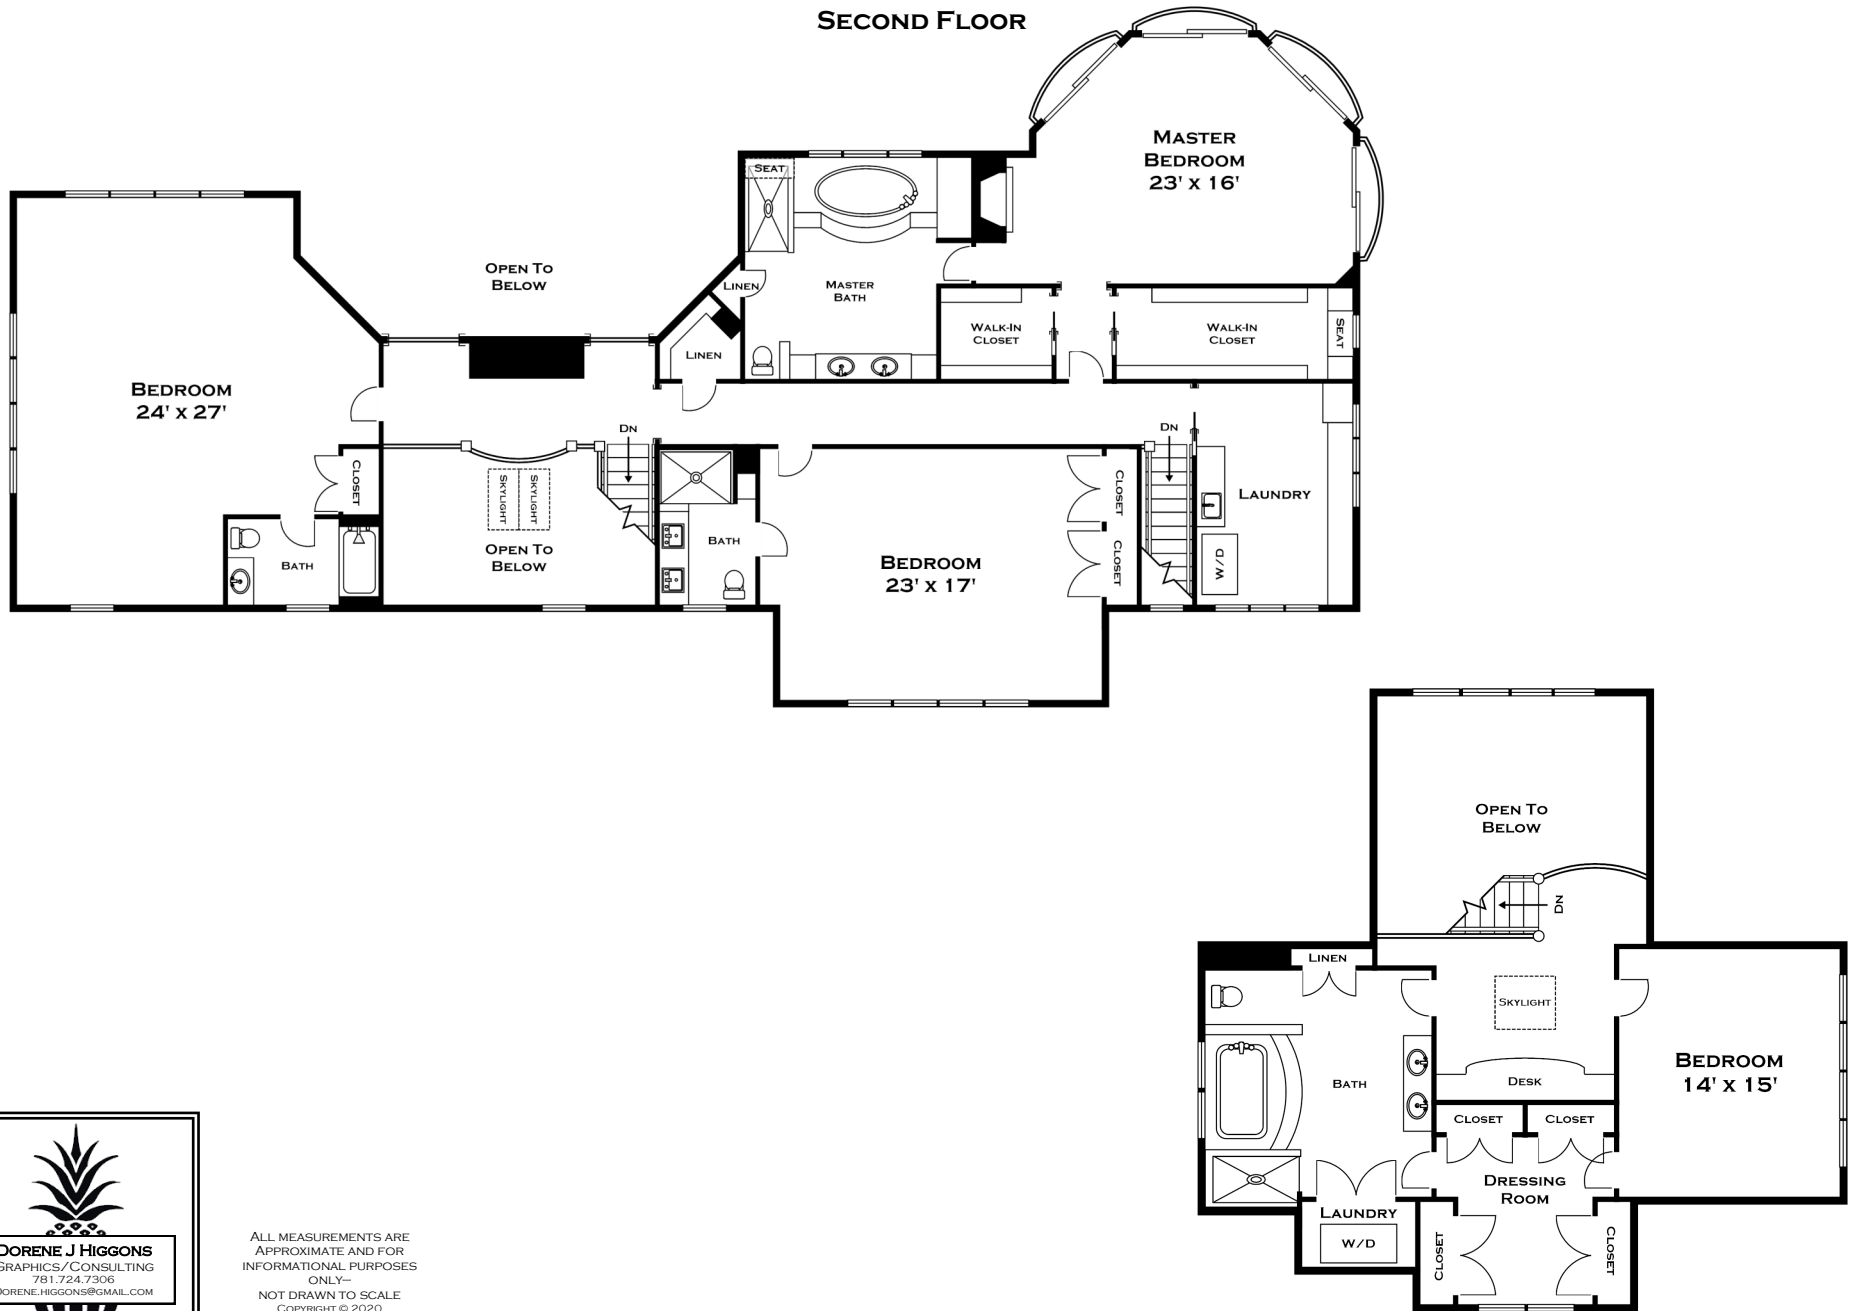 SECOND FLOOR
MASTER
BEDROOM
23' X 16'
SEAT
OPEN TO
BELOW
LINEN
MASTER
BATH
WALK-IN
CLOSET
WALK-IN
CLOSET
SEAT
LINEN
BEDROOM
24' X 27'
DN
DN
CLOSET
SKYLIGHT
SKYLIGHT
CLOSET
LAUNDRY
OPEN TO
BELOW
BATH
BATH
BEDROOM
23' X 17'
CLOSET
W/D
OPEN TO
BELOW
DN
LINEN
SKYLIGHT
BEDROOM
14' X 15'
BATH
DESK
CLOSET
CLOSET
DRESSING
ROOM
LAUNDRY
W/D
CLOSET
CLOSET
DORENE J HIGGONS
GRAPHICS/CONSULTING
781.724.7306
DORENE.HIGGONS@GMAIL.COM
ALL MEASUREMENTS ARE
APPROXIMATE AND FOR
INFORMATIONAL PURPOSES
ONLY–
NOT DRAWN TO SCALE
COPYRIGHT © 2020